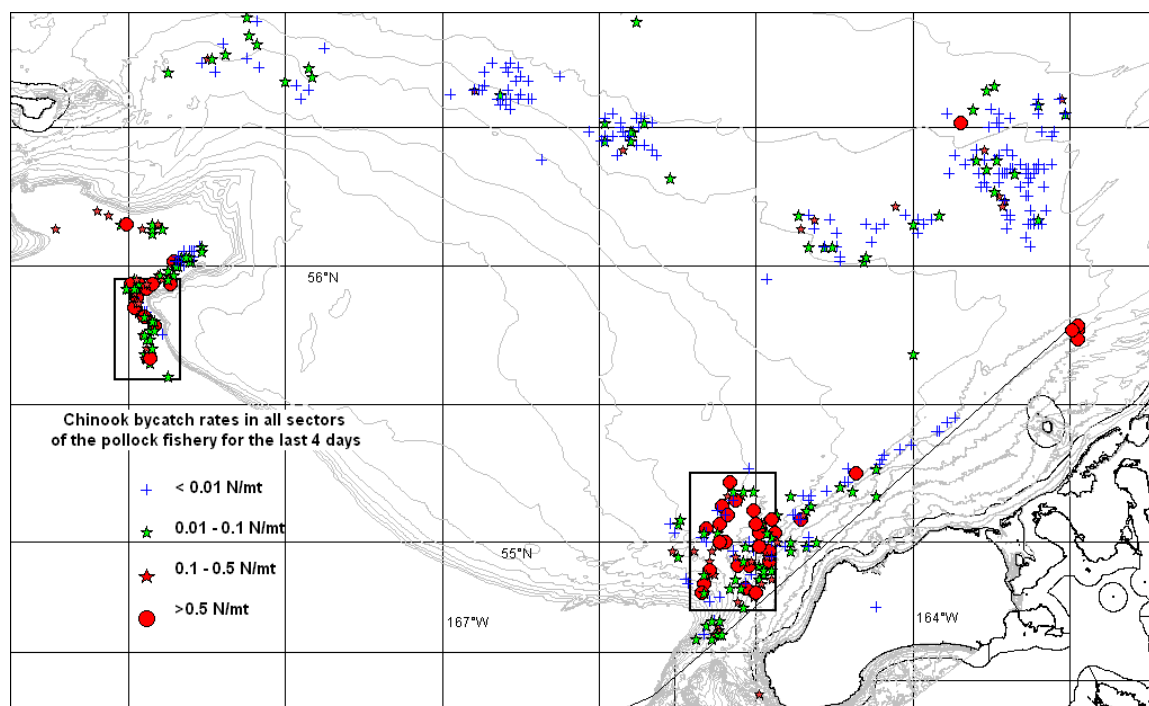 56°N
Chinook bycatch rates in all sectors
of the pollock fishery for the last 4 days
< 0.01 N/mt
0.01 - 0.1 N/mt
0.1 - 0.5 N/mt
>0.5 N/mt
55°N
167°W
164°W